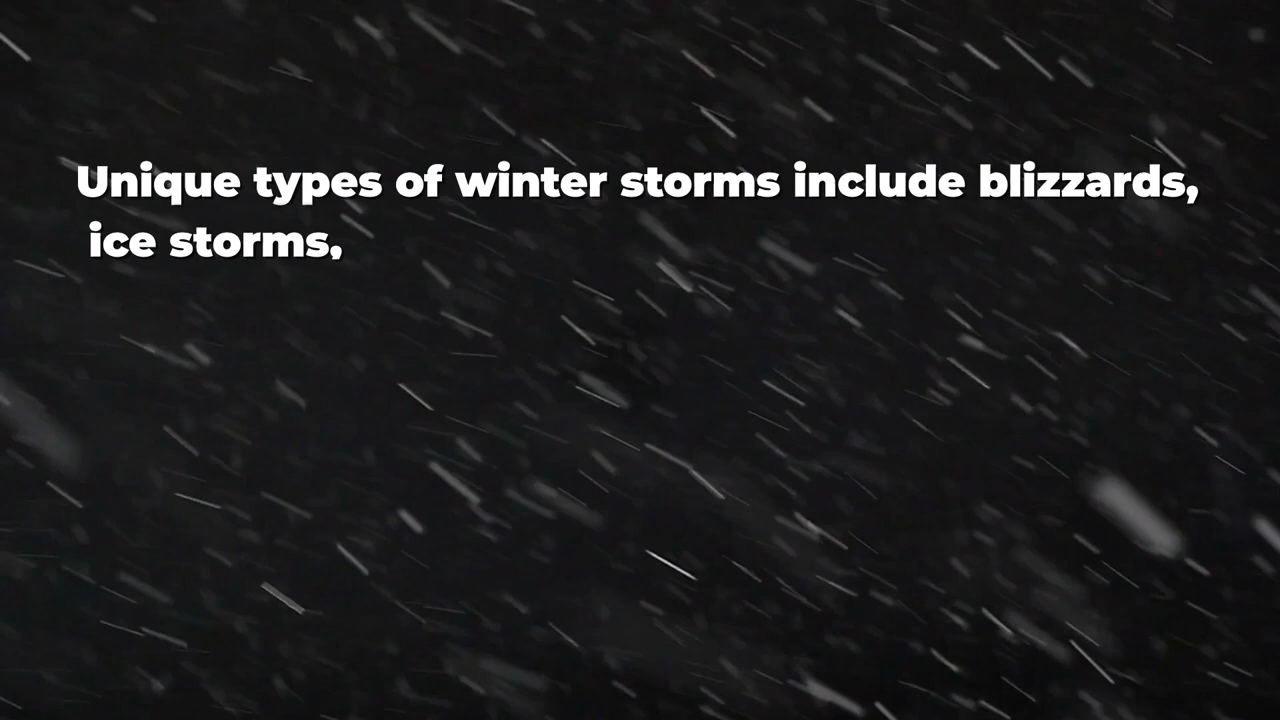 Unique types of winter storms include blizzards,
ice storms,